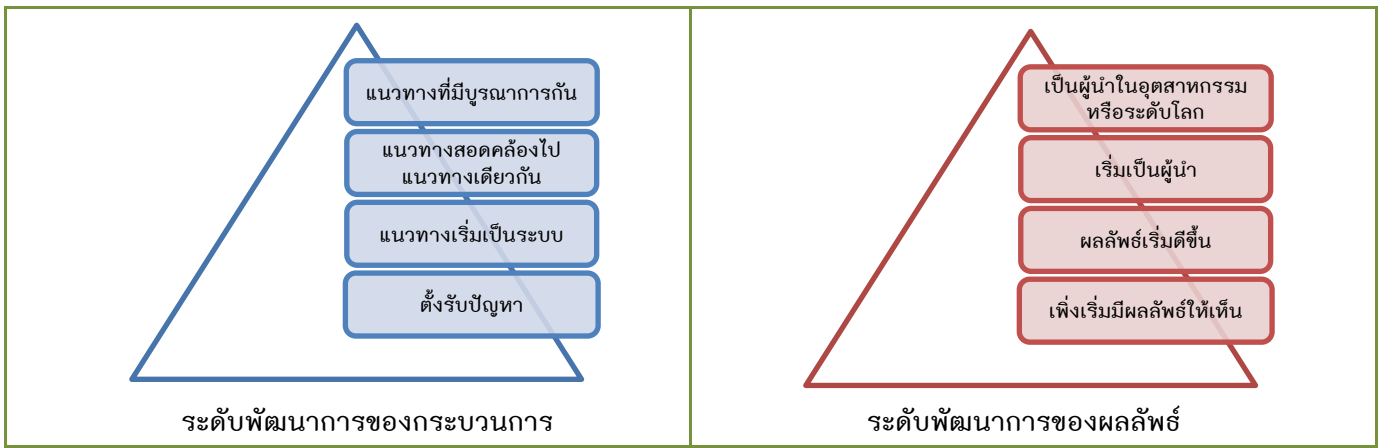 แนวทางที่มีบูรณาการกัน
แนวทางสอดคล้องไป
แนวทางเดียวกัน
แนวทางเริ่มเป็นระบบ
ตั้งรับปัญหา
ระดับพัฒนาการของกระบวนการ
เป็นผู้นำในอุตสาหกรรม
หรือระดับโลก
เริ่มเป็นผู้นำ
ผลลัพธ์เริ่มดีขึ้น
เพิ่งเริ่มมีผลลัพธ์ให้เห็น
ระดับพัฒนาการของผลลัพธ์